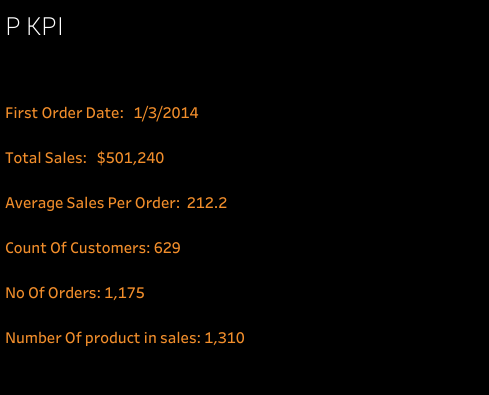 P KPI
First Order Date: 1/3/2014
Total Sales: $501,240
Average Sales Per Order: 212.2
Count Of Customers: 629
No Of Orders: 1,175
Number Of product in sales: 1,310